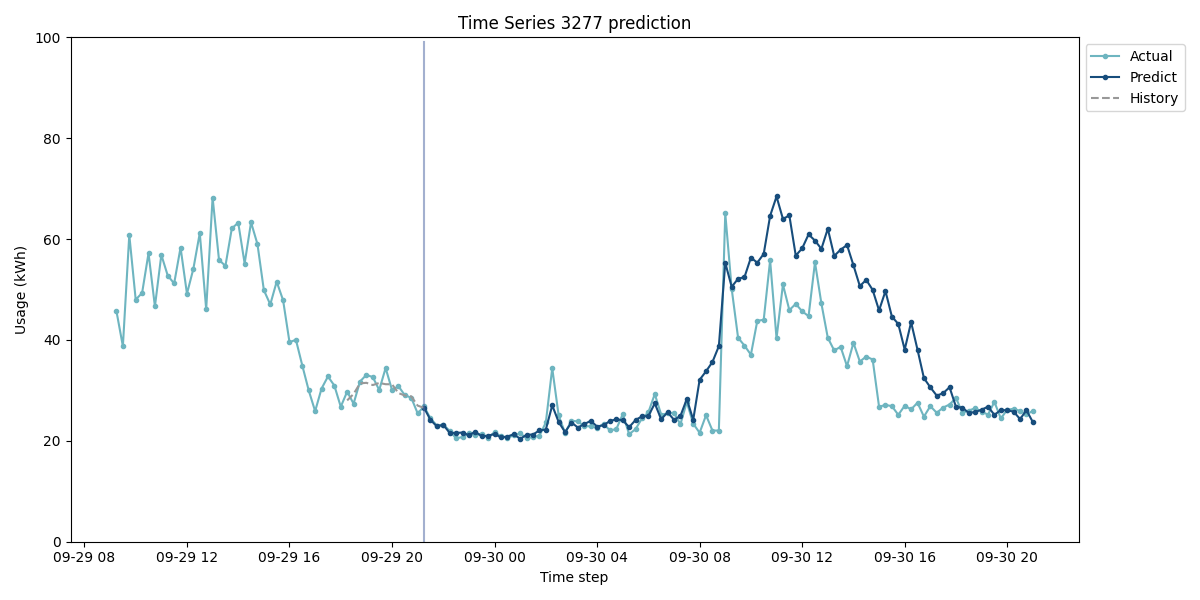 Time Series 3277 prediction
100
80
60
40
20
0
Usage (kWh)
09-29 08
09-29 12
09-29 16
09-29 20
09-30 00
09-30 04
09-30 08
09-30 12
09-30 16
09-30 20
Time step
Actual
Predict
History